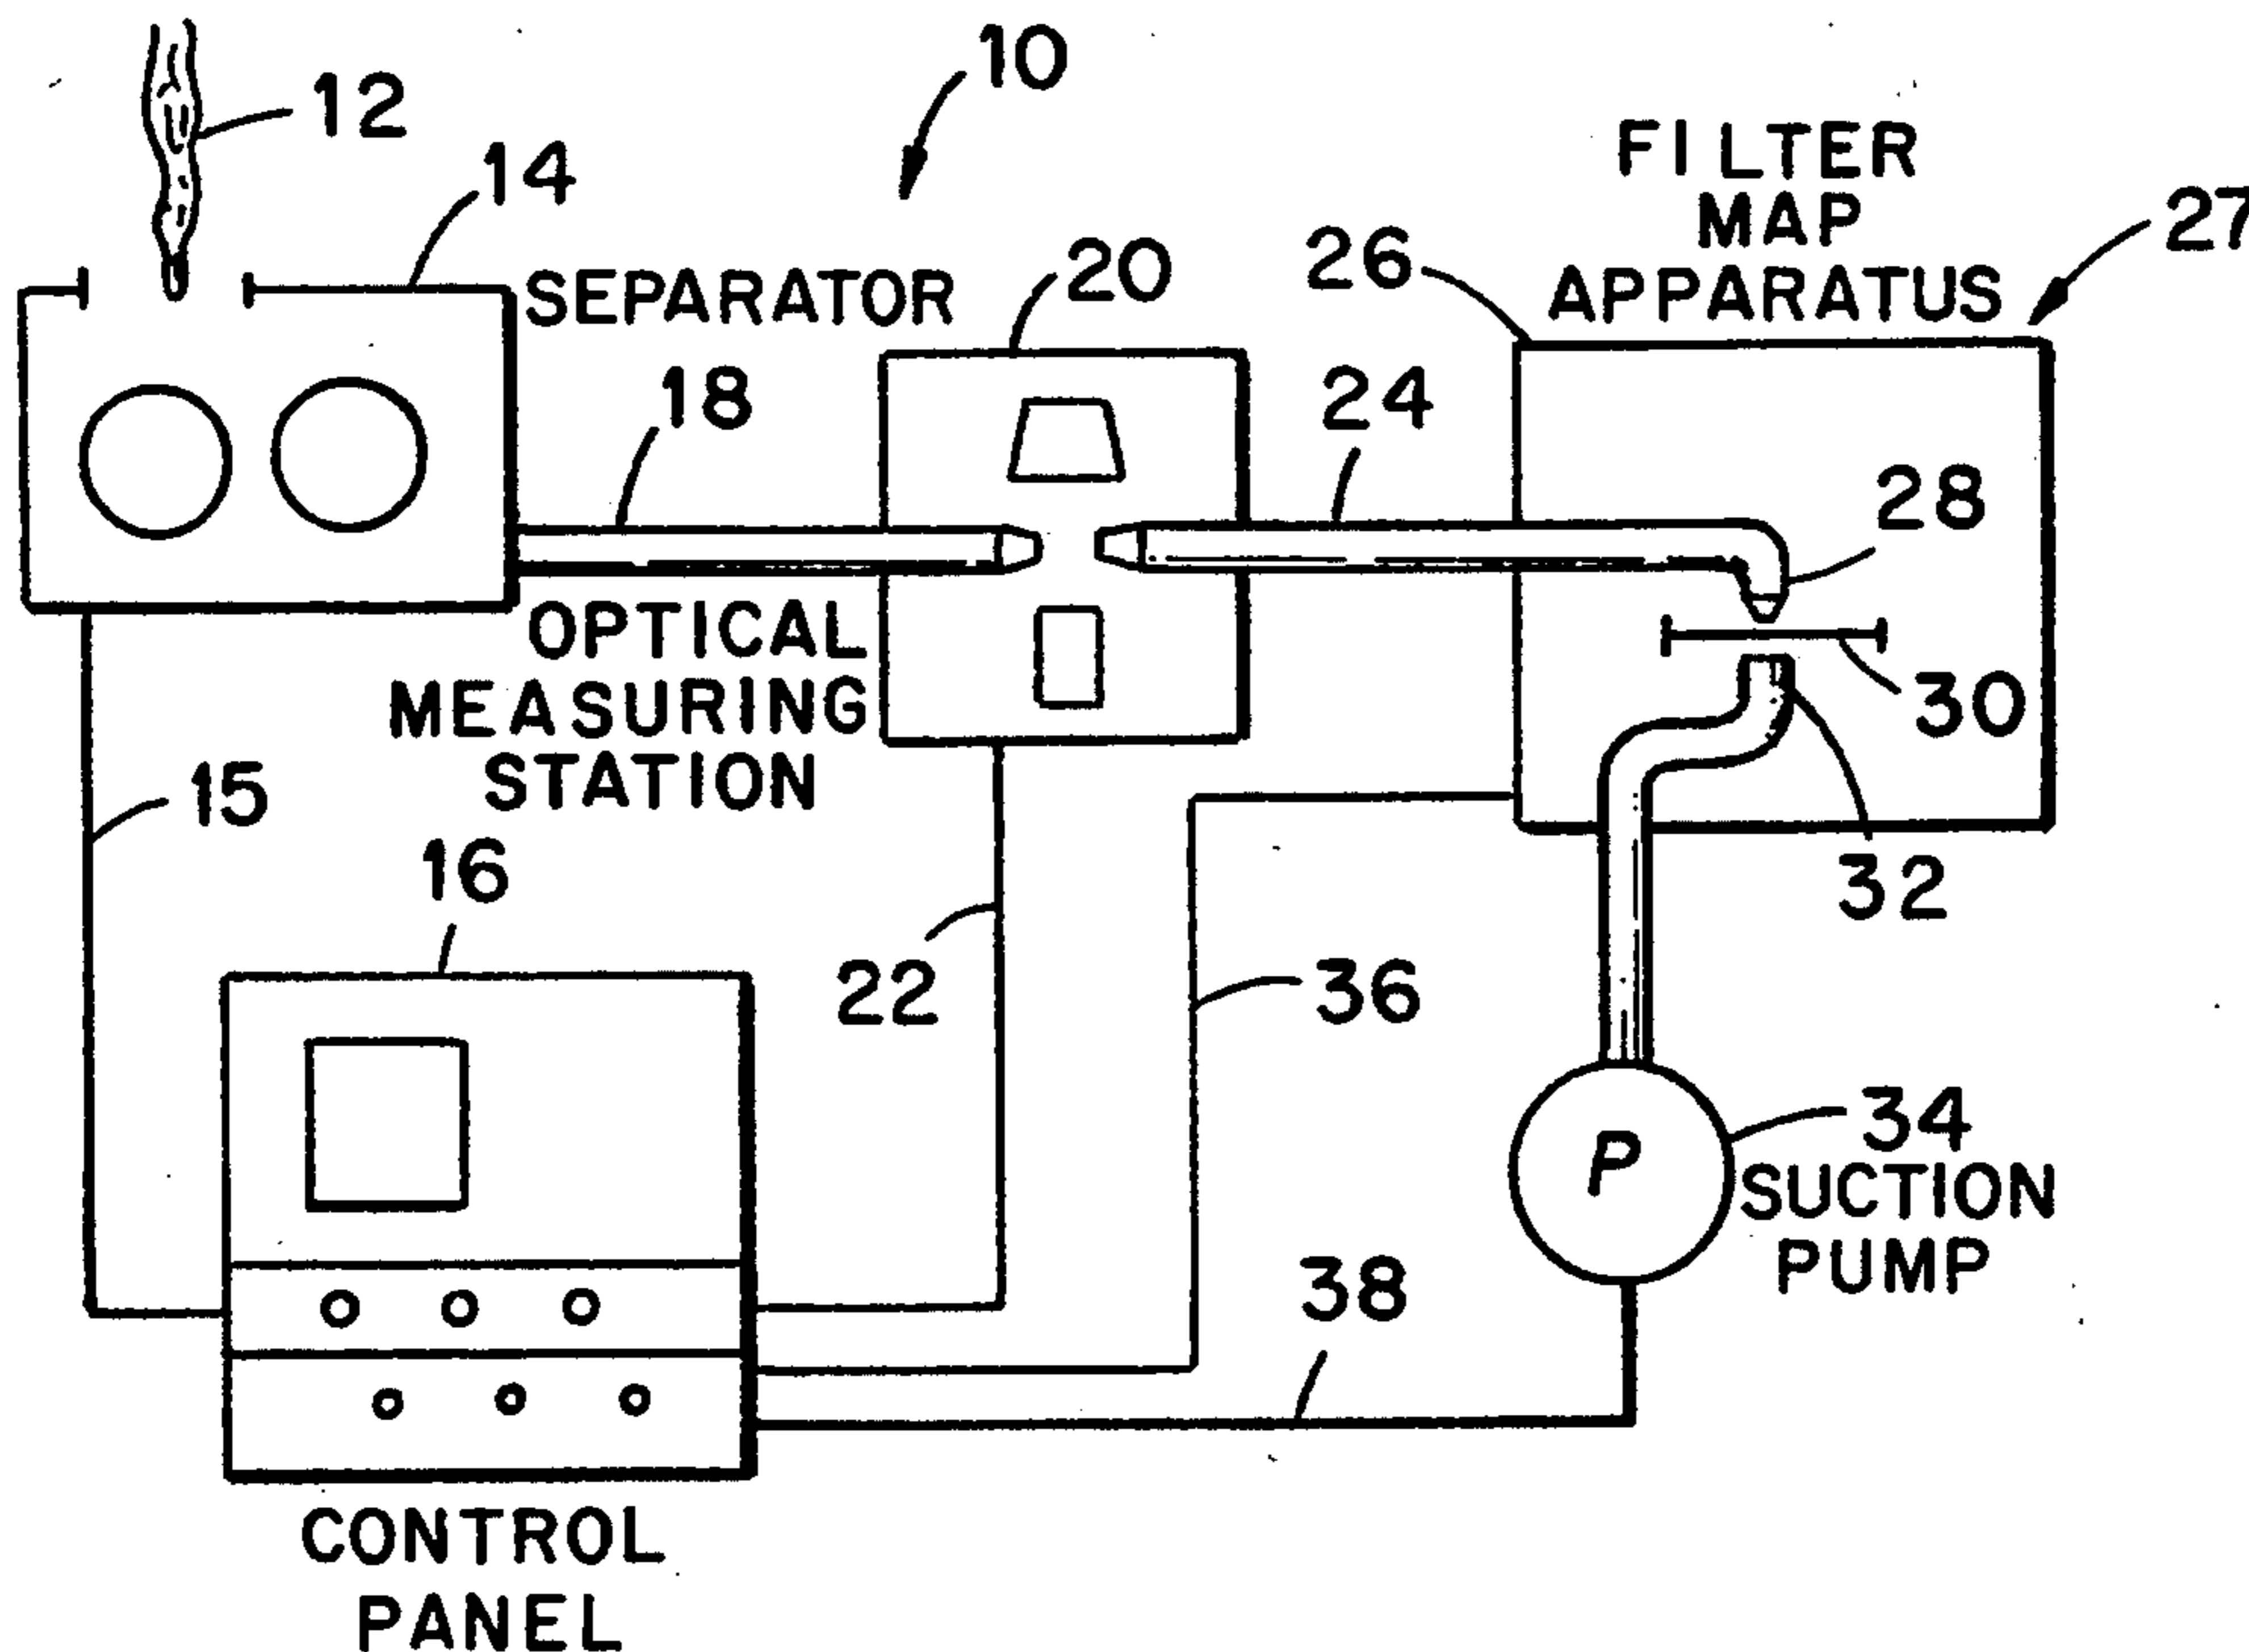 10
12
14
FILTER
MAP
APPARATUS
27
20
26
SEPARATOR
18
24
28
OPTICAL
MEASURING
STATION
30
15
16
32
22
36
34
SUCTION
PUMP
P
38
CONTROL
PANEL